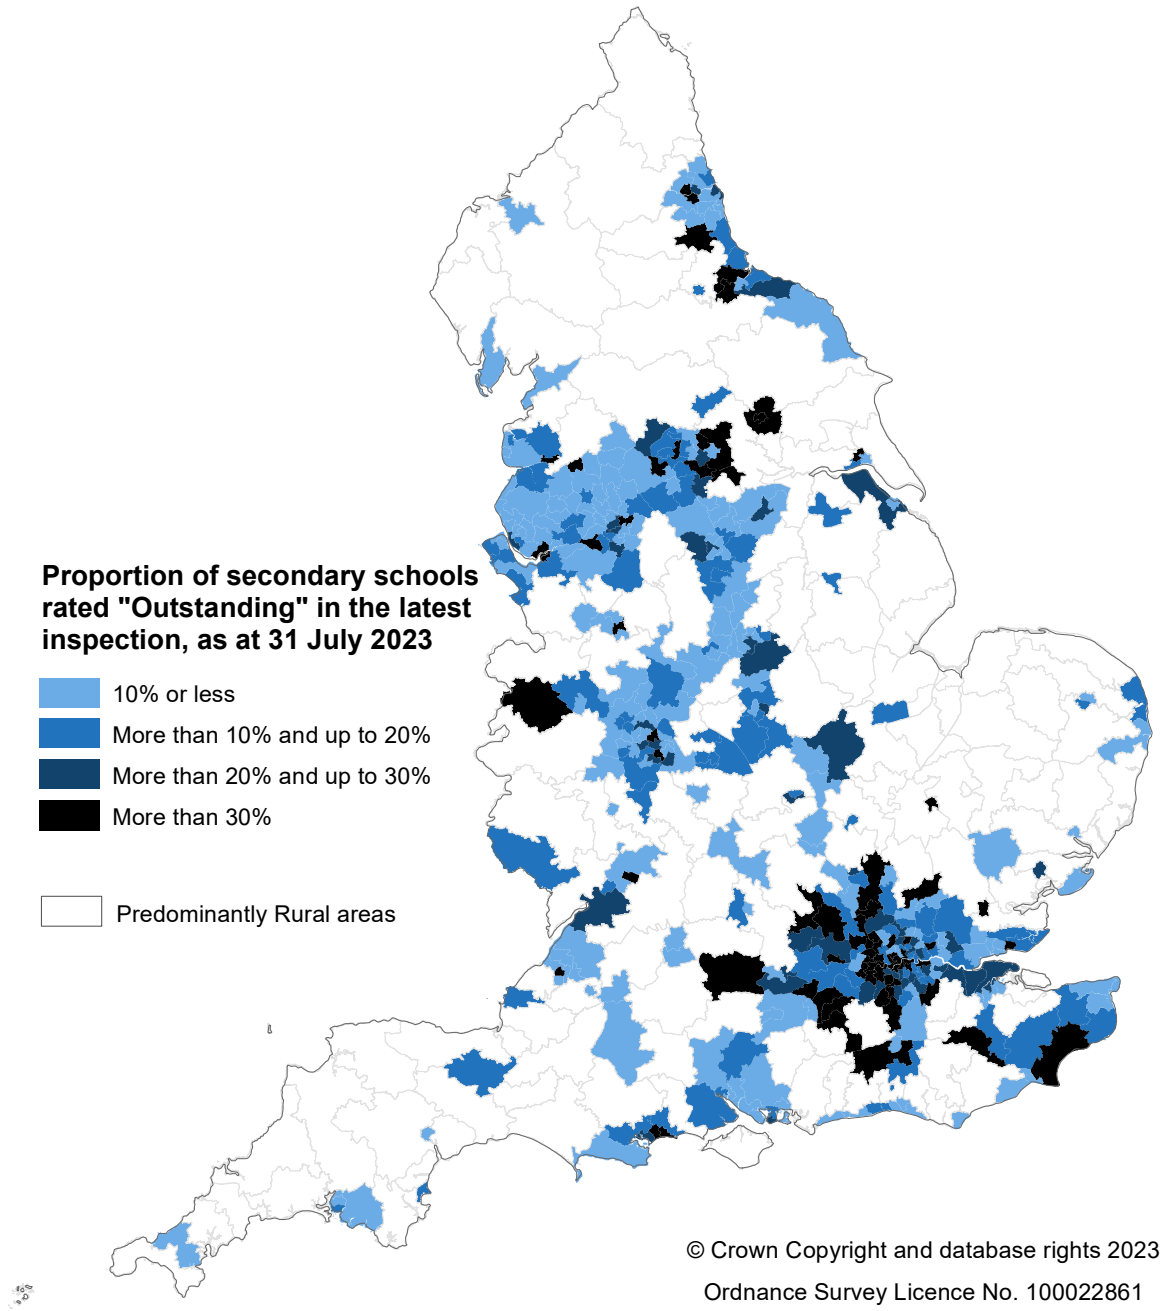 Proportion of secondary schools
rated "Outstanding" in the latest
inspection, as at 31 July 2023
10% or less
More than 10% and up to 20%
More than 20% and up to 30%
More than 30%
Predominantly Rural areas
© Crown Copyright and database rights 2023
Ordnance Survey Licence No. 100022861